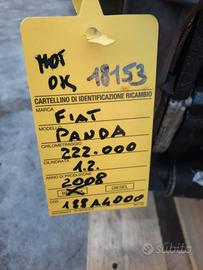 MOT
OK
18153
CARTELLINO DI IDENTIFICAZIONE RICAMBIO
MARCA FIAT
MODELLO PANDA
CHILOMETRAGGIO 222.000
CILINDRATA 1.2
ANNO DI PRODUZIONE 2008
X DIESEL
COD. 188A4000
subito